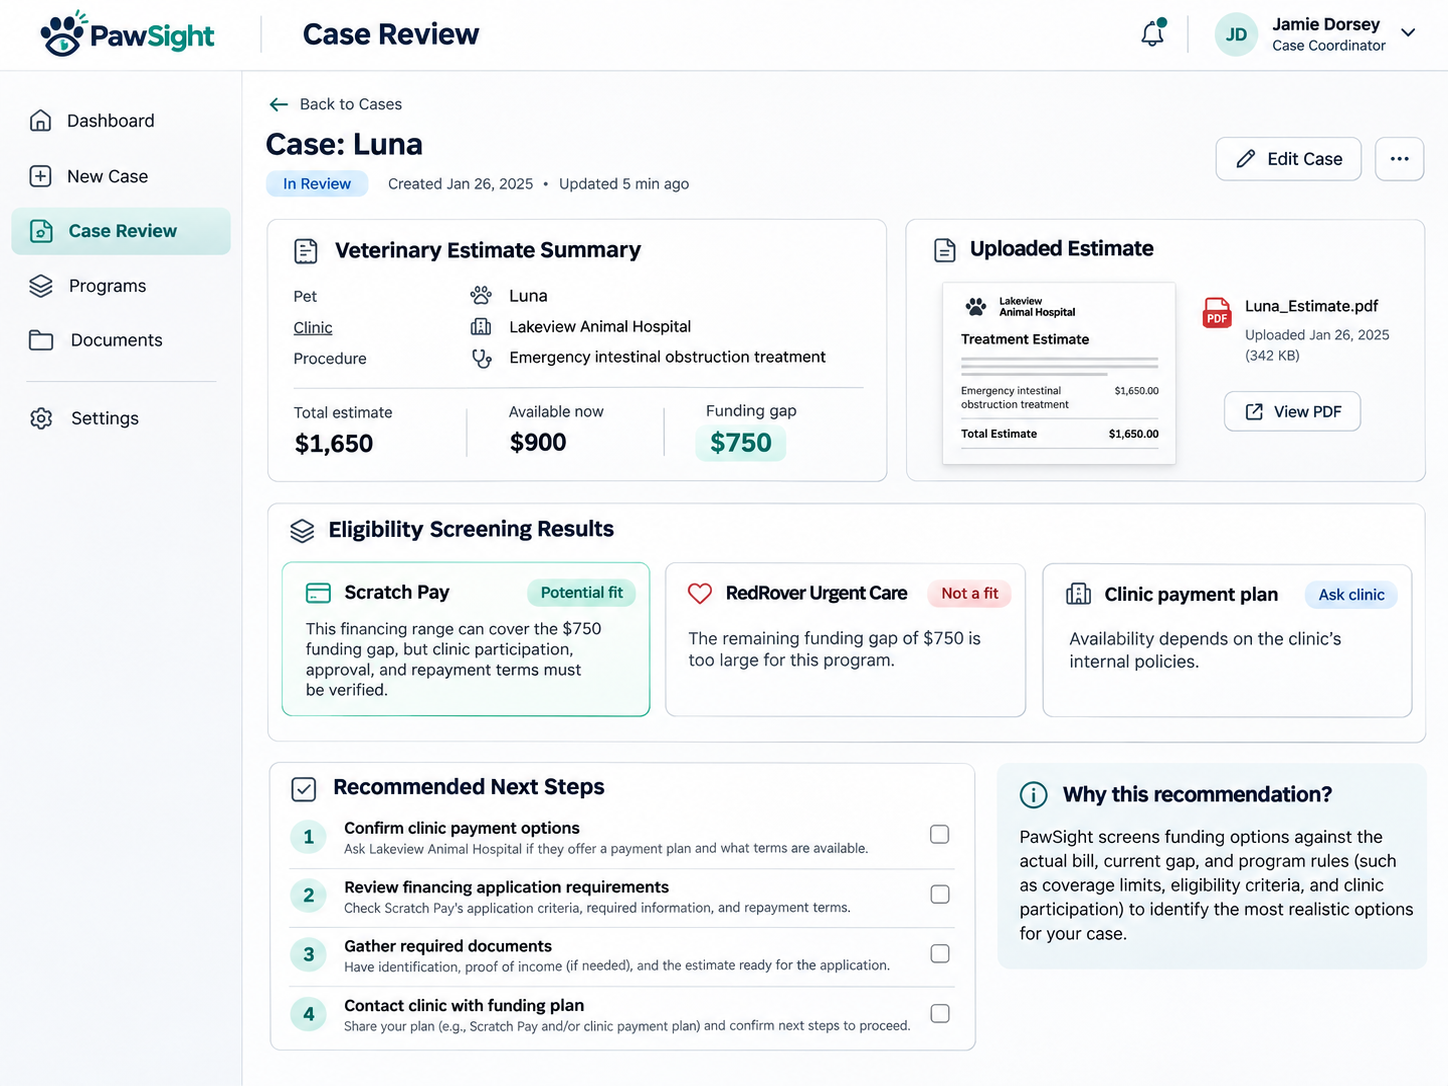 PawSight
Case Review
JD
Jamie Dorsey
Case Coordinator
Dashboard
New Case
Case Review
Programs
Documents
Settings
Back to Cases
Case: Luna
In Review
Created Jan 26, 2025 • Updated 5 min ago
Edit Case
Veterinary Estimate Summary
Pet
Luna
Clinic
Lakeview Animal Hospital
Procedure
Emergency intestinal obstruction treatment
Total estimate
$1,650
Available now
$900
Funding gap
$750
Uploaded Estimate
Lakeview
Animal Hospital
Treatment Estimate
Emergency intestinal
obstruction treatment
$1,650.00
Total Estimate
$1,650.00
PDF
Luna_Estimate.pdf
Uploaded Jan 26, 2025
(342 KB)
View PDF
Eligibility Screening Results
Scratch Pay
Potential fit
This financing range can cover the $750
funding gap, but clinic participation,
approval, and repayment terms must
be verified.
RedRover Urgent Care
Not a fit
The remaining funding gap of $750 is
too large for this program.
Clinic payment plan
Ask clinic
Availability depends on the clinic's
internal policies.
Recommended Next Steps
1
Confirm clinic payment options
Ask Lakeview Animal Hospital if they offer a payment plan and what terms are available.
2
Review financing application requirements
Check Scratch Pay's application criteria, required information, and repayment terms.
3
Gather required documents
Have identification, proof of income (if needed), and the estimate ready for the application.
4
Contact clinic with funding plan
Share your plan (e.g., Scratch Pay and/or clinic payment plan) and confirm next steps to proceed.
Why this recommendation?
PawSight screens funding options against the
actual bill, current gap, and program rules (such
as coverage limits, eligibility criteria, and clinic
participation) to identify the most realistic options
for your case.